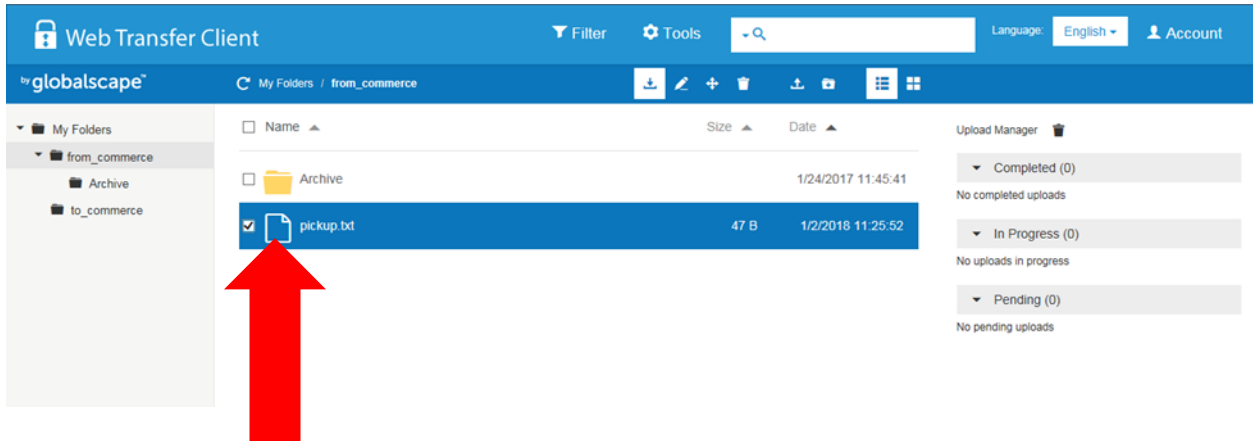 Web Transfer Client
Filter Tools Language: English Account
by globalscape™ My Folders / from_commerce
My Folders
from_commerce
Archive
to_commerce
Name Size Date
Archive 1/24/2017 11:45:41
pickup.txt 47 B 1/2/2018 11:25:52
Upload Manager
Completed (0)
No completed uploads
In Progress (0)
No uploads in progress
Pending (0)
No pending uploads